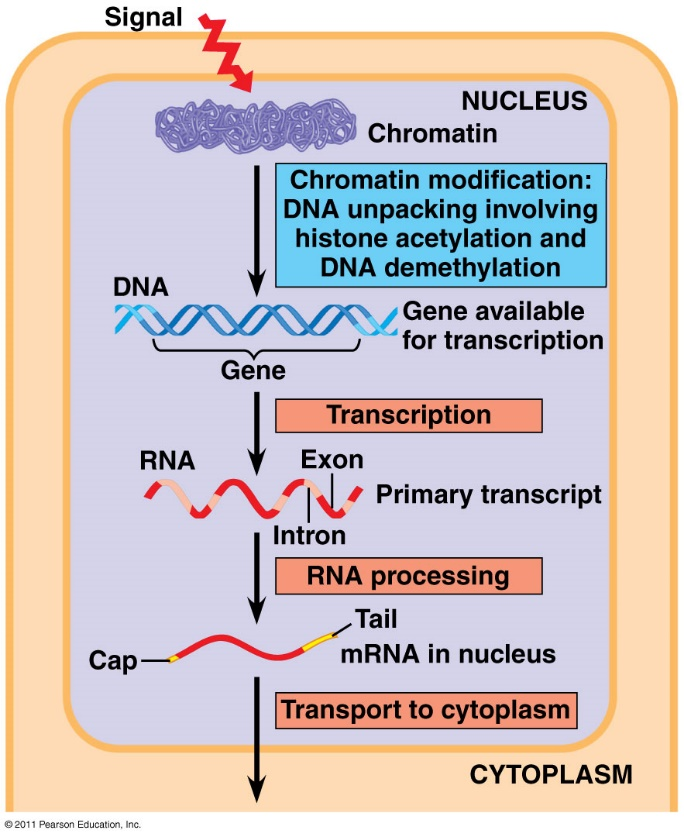 Signal
NUCLEUS
Chromatin
Chromatin modification:
DNA unpacking involving
histone acetylation and
DNA demethylation
DNA
Gene available
for transcription
Gene
Transcription
RNA
Exon
Primary transcript
Intron
RNA processing
Tail
Cap
mRNA in nucleus
Transport to cytoplasm
CYTOPLASM
© 2011 Pearson Education, Inc.